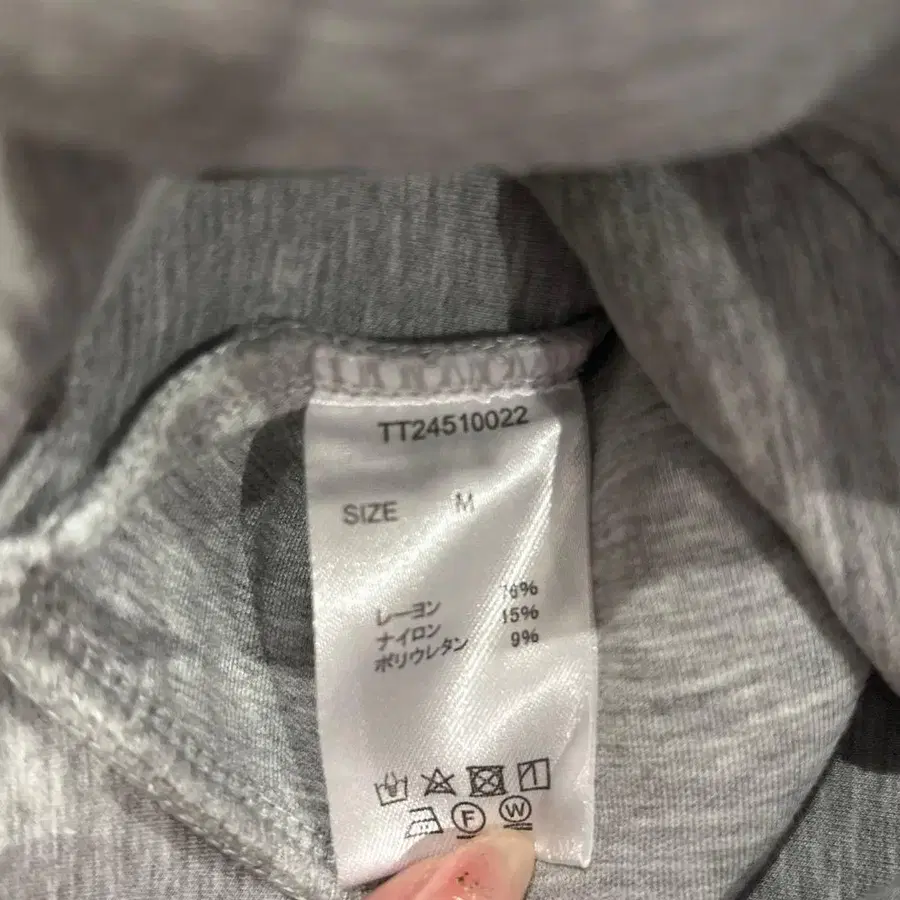 TT24510022
SIZE M
レーヨン 76%
ナイロン 15%
ポリウレタン 9%
F W